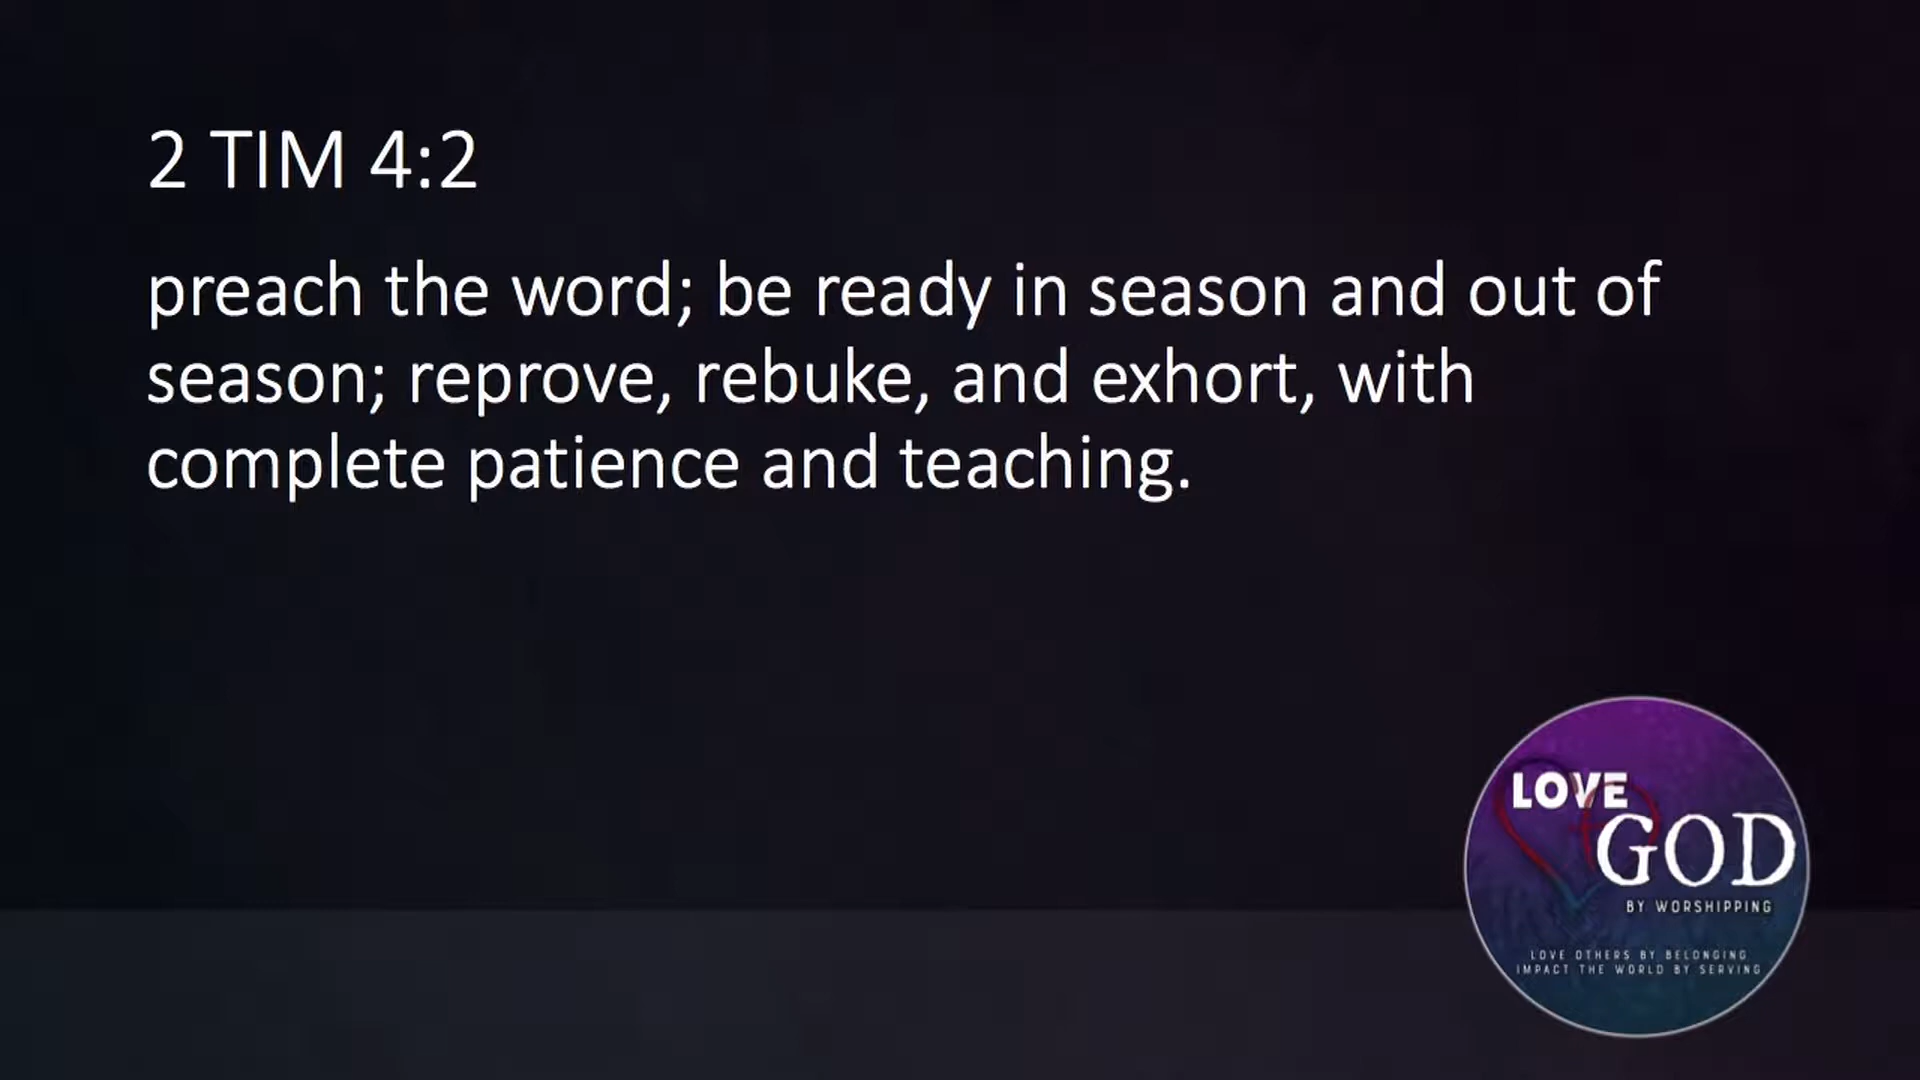 2 TIM 4:2
preach the word; be ready in season and out of
season; reprove, rebuke, and exhort, with
complete patience and teaching.
LOVE
GOD
BY WORSHIPPING
LOVE OTHERS BY BELONGING
IMPACT THE WORLD BY SERVING